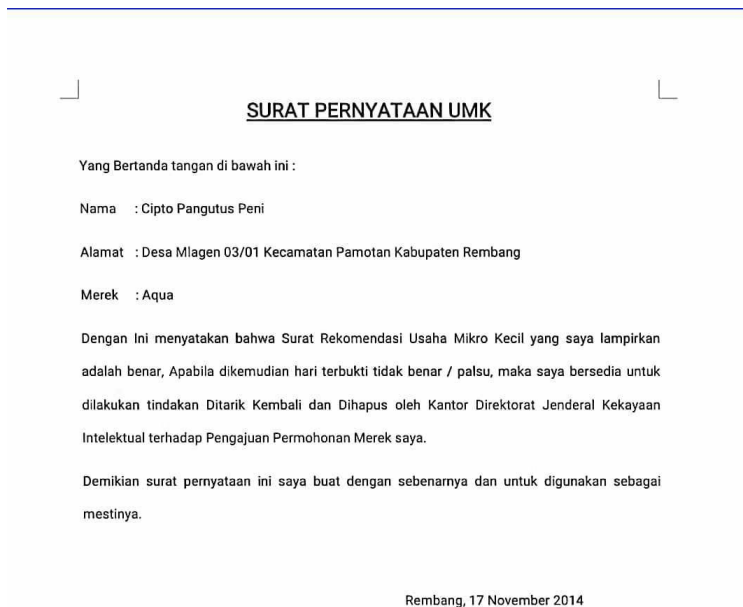 SURAT PERNYATAAN UMK
Yang Bertanda tangan di bawah ini :
Nama : Cipto Pangutus Peni
Alamat : Desa Mlagen 03/01 Kecamatan Pamotan Kabupaten Rembang
Merek : Aqua
Dengan Ini menyatakan bahwa Surat Rekomendasi Usaha Mikro Kecil yang saya lampirkan
adalah benar, Apabila dikemudian hari terbukti tidak benar / palsu, maka saya bersedia untuk
dilakukan tindakan Ditarik Kembali dan Dihapus oleh Kantor Direktorat Jenderal Kekayaan
Intelektual terhadap Pengajuan Permohonan Merek saya.
Demikian surat pernyataan ini saya buat dengan sebenarnya dan untuk digunakan sebagai
mestinya.
Rembang, 17 November 2014